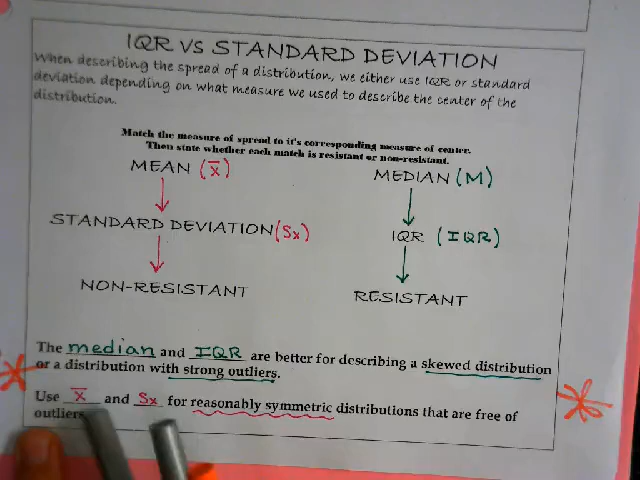 IQR VS STANDARD DEVIATION
When describing the spread of a distribution, we either use IQR or standard
deviation depending on what measure we used to describe the center of the
distribution.
Match the measure of spread to it's corresponding measure of center.
Then state whether each match is resistant or non-resistant.
MEAN (x̅) MEDIAN (M)
STANDARD DEVIATION (Sx) IQR (IQR)
NON-RESISTANT RESISTANT
The median and IQR are better for describing a skewed distribution
or a distribution with strong outliers.
Use x̅ and Sx for reasonably symmetric distributions that are free of
outliers